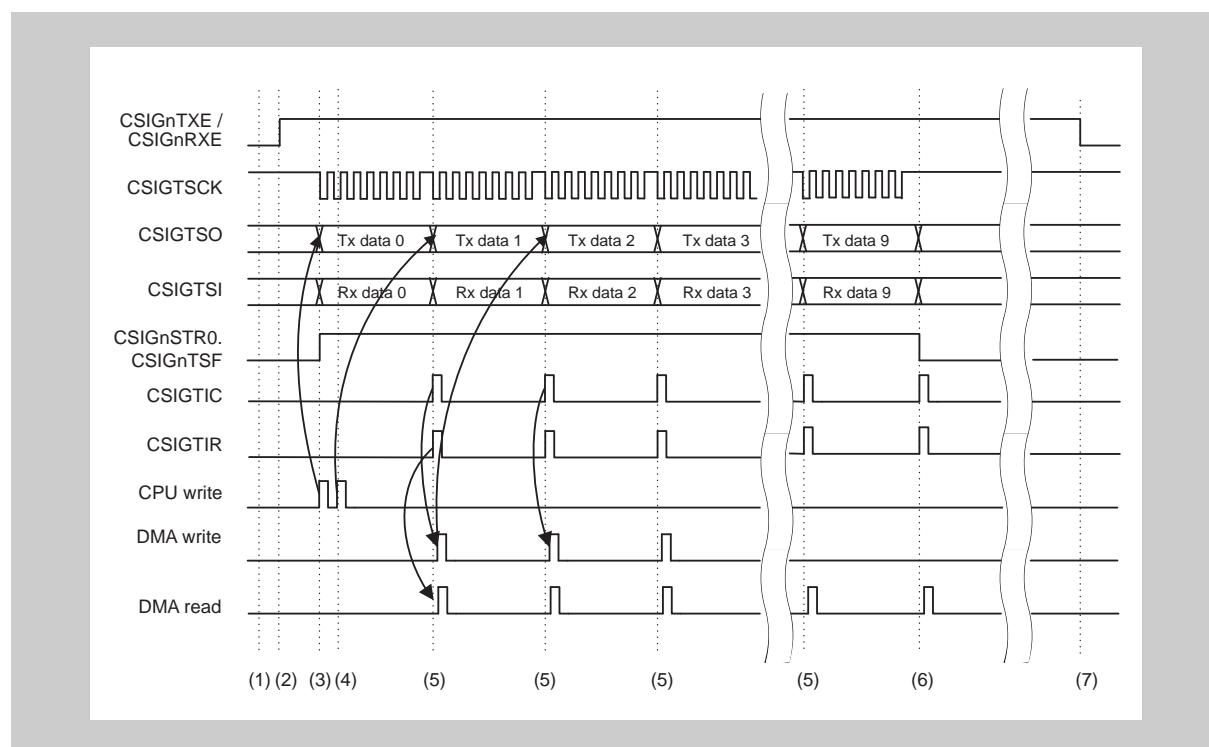 CSIGnTXE /
CSIGnRXE
CSIGTSCK
CSIGTSO
Tx data 0 Tx data 1 Tx data 2 Tx data 3 Tx data 9
CSIGTSI
Rx data 0 Rx data 1 Rx data 2 Rx data 3 Rx data 9
CSIGnSTR0.
CSIGnTSF
CSIGTIC
CSIGTIR
CPU write
DMA write
DMA read
(1) (2) (3) (4) (5) (5) (5) (5) (6) (7)